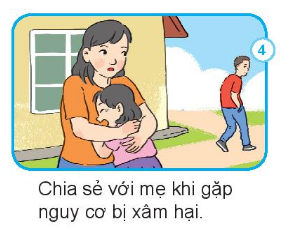 4
Chia sẻ với mẹ khi gặp
nguy cơ bị xâm hại.